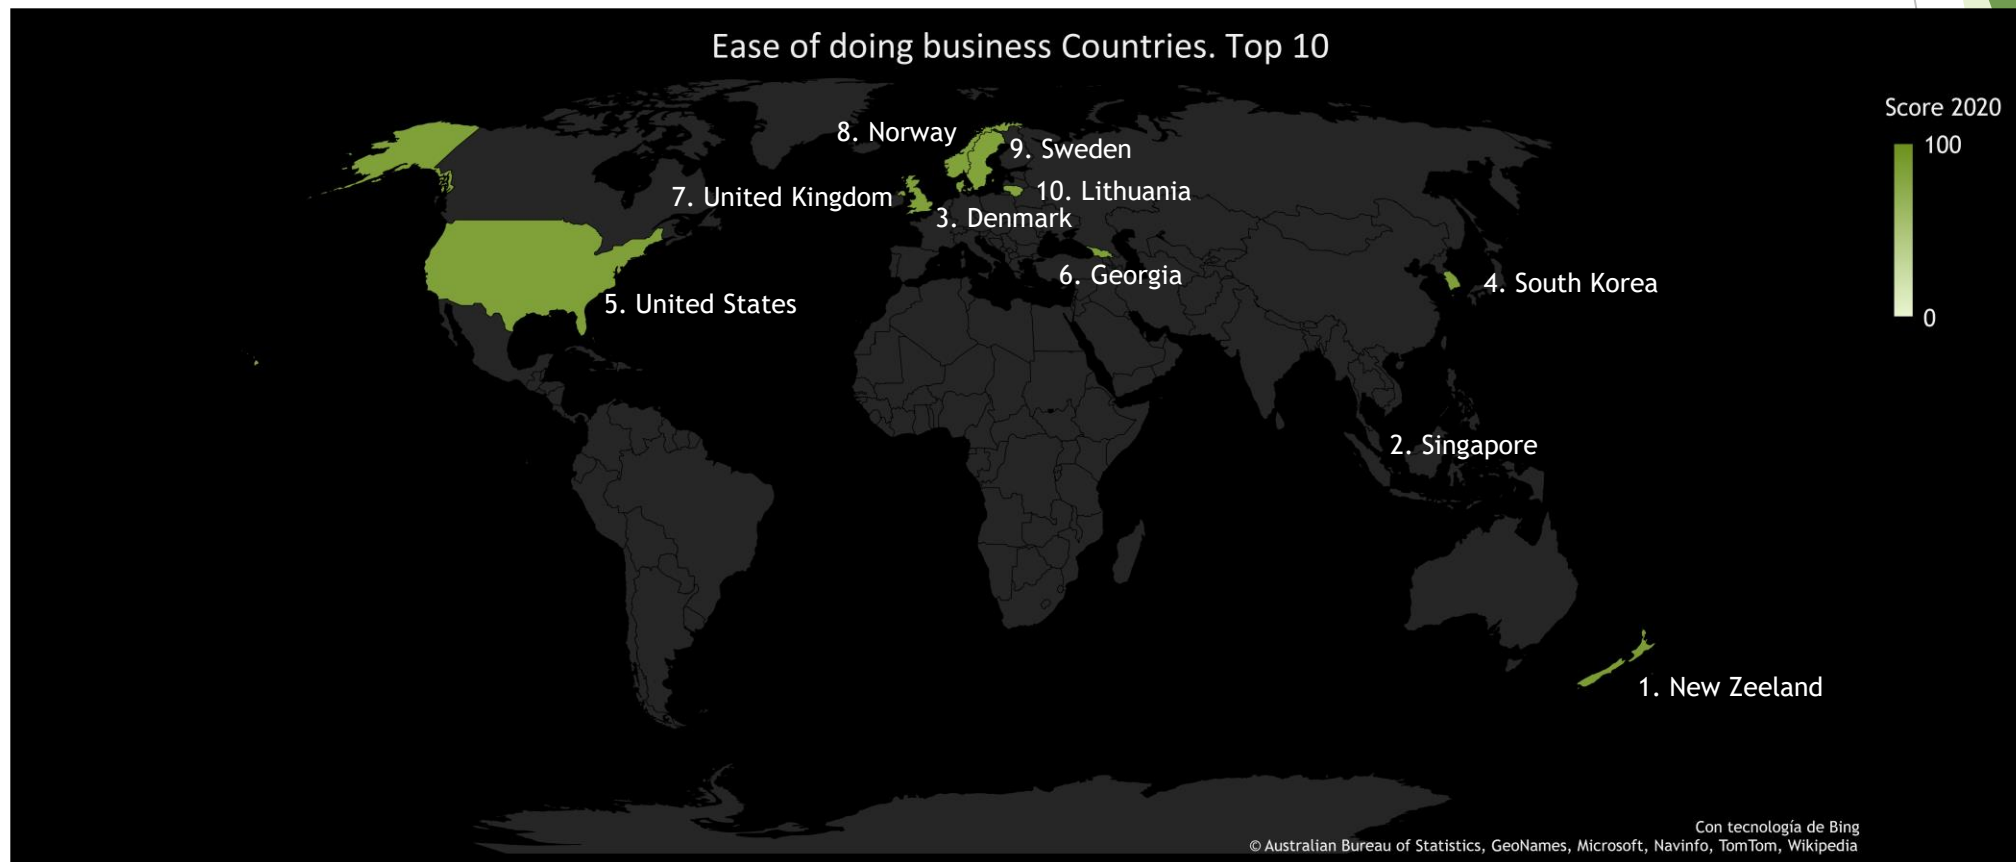 Ease of doing business Countries. Top 10
Score 2020
100
0
8. Norway
9. Sweden
7. United Kingdom
10. Lithuania
3. Denmark
6. Georgia
4. South Korea
5. United States
2. Singapore
1. New Zeeland
Con tecnología de Bing
© Australian Bureau of Statistics, GeoNames, Microsoft, Navinfo, TomTom, Wikipedia